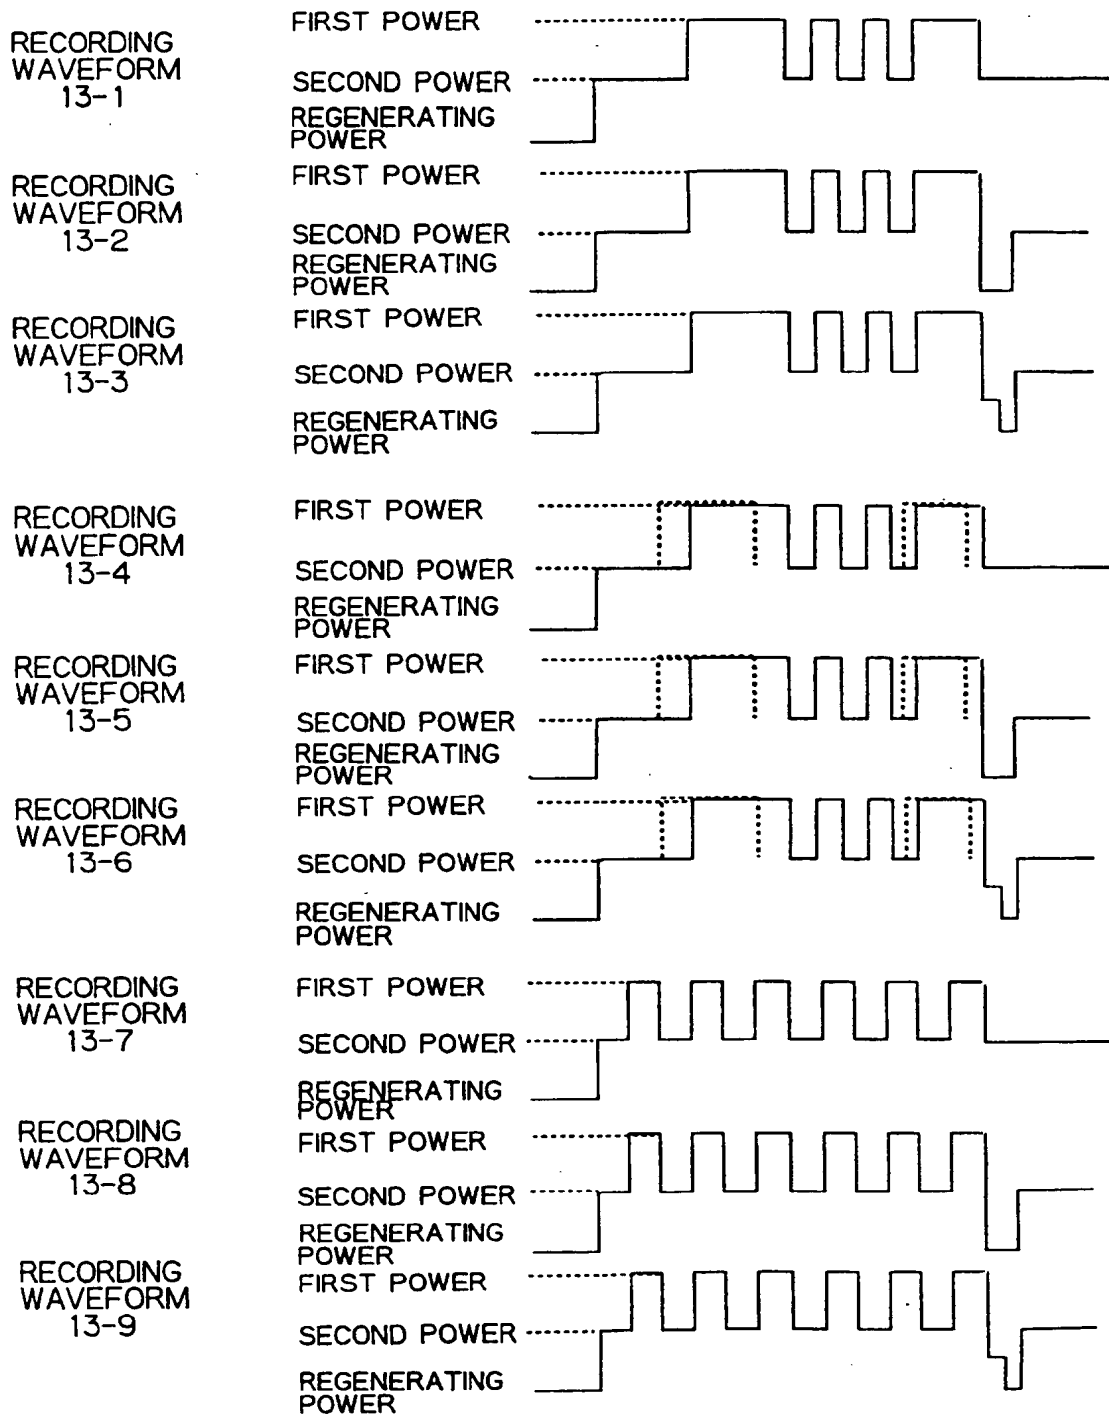 RECORDING
WAVEFORM
13-1
FIRST POWER
SECOND POWER
REGENERATING
POWER
RECORDING
WAVEFORM
13-2
FIRST POWER
SECOND POWER
REGENERATING
POWER
RECORDING
WAVEFORM
13-3
FIRST POWER
SECOND POWER
REGENERATING
POWER
RECORDING
WAVEFORM
13-4
FIRST POWER
SECOND POWER
REGENERATING
POWER
RECORDING
WAVEFORM
13-5
FIRST POWER
SECOND POWER
REGENERATING
POWER
RECORDING
WAVEFORM
13-6
FIRST POWER
SECOND POWER
REGENERATING
POWER
RECORDING
WAVEFORM
13-7
FIRST POWER
SECOND POWER
REGENERATING
POWER
RECORDING
WAVEFORM
13-8
FIRST POWER
SECOND POWER
REGENERATING
POWER
RECORDING
WAVEFORM
13-9
FIRST POWER
SECOND POWER
REGENERATING
POWER